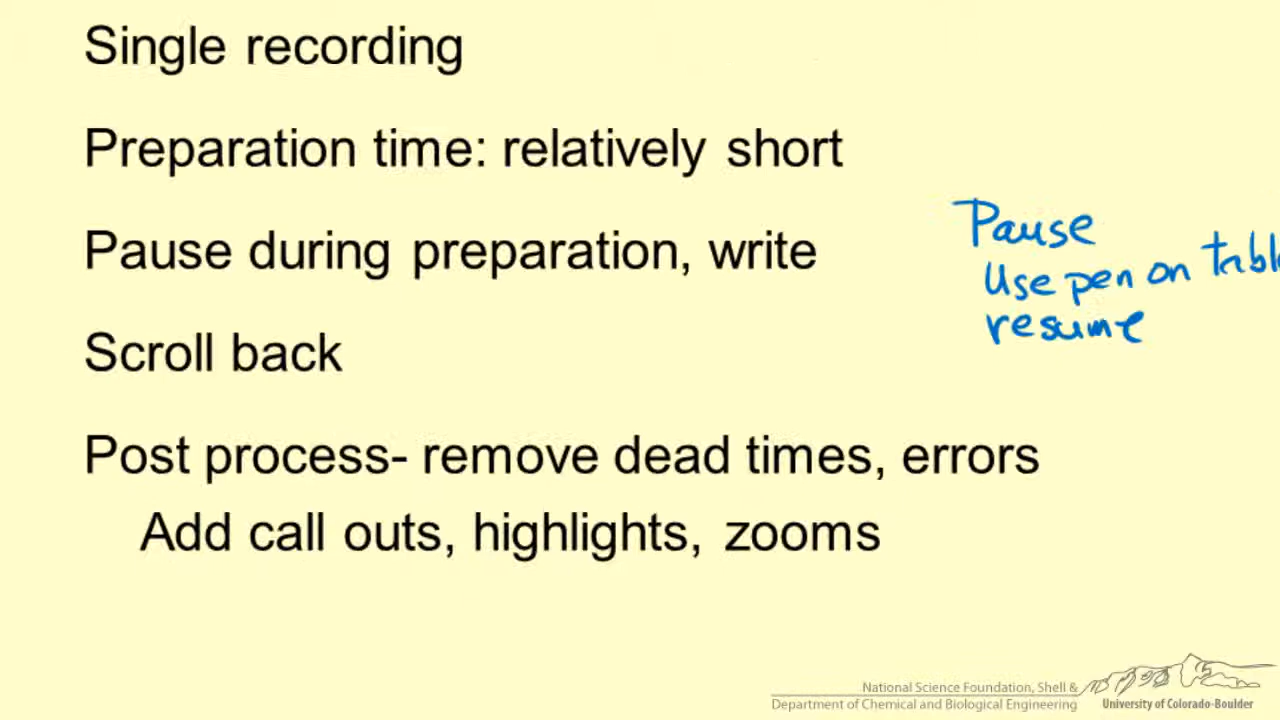 Single recording
Preparation time: relatively short
Pause during preparation, write
Pause
Use pen on
resume
Scroll back
Post process- remove dead times, errors
Add call outs, highlights, zooms
National Science Foundation, Shell &
Department of Chemical and Biological Engineering
University of Colorado-Boulder